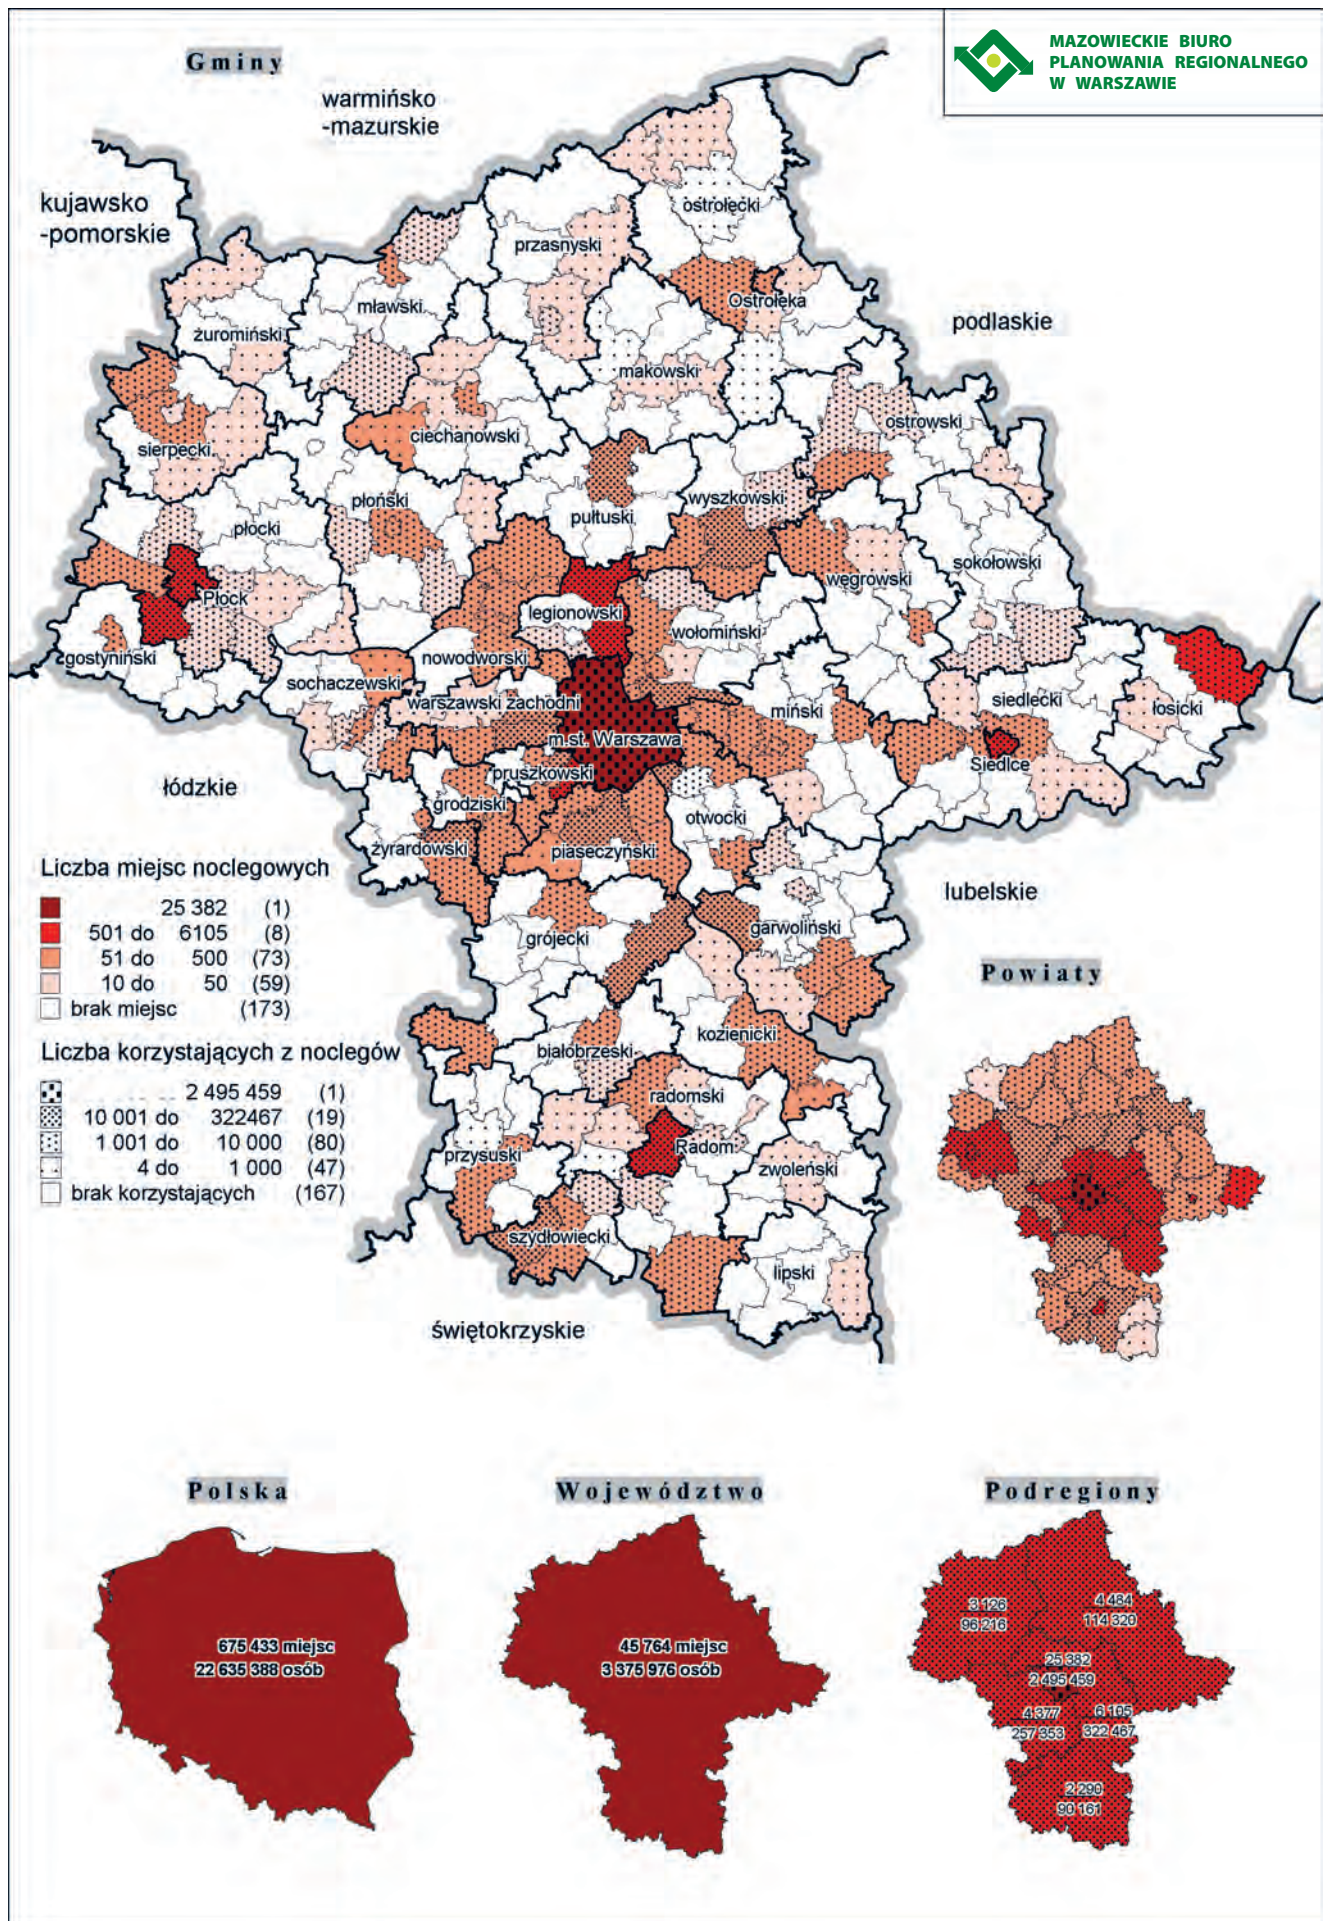 MAZOWIECKIE BIURO
PLANOWANIA REGIONALNEGO
W WARSZAWIE
Gminy
warmińsko
-mazurskie
kujawsko
-pomorskie
podlaskie
łódzkie
lubelskie
świętokrzyskie
ostrołęcki
przasnyski
Ostrołęka
mławski
żuromiński
makowski
ostrowski
ciechanowski
sierpecki
płoński
wyszkowski
pułtuski
płocki
sokołowski
węgrowski
Płock
legionowski
wołomiński
gostyniński
nowodworski
sochaczewski
warszawski zachodni
miński
siedlecki
łosicki
m.st. Warszawa
Siedlce
pruszkowski
grodziski
otwocki
żyrardowski
piaseczyński
garwoliński
grójecki
kozienicki
białobrzeski
radomski
Radom
przysuski
zwoleński
szydłowiecki
lipski
Liczba miejsc noclegowych
25 382 (1)
501 do 6105 (8)
51 do 500 (73)
10 do 50 (59)
brak miejsc (173)
Liczba korzystających z noclegów
2 495 459 (1)
10 001 do 322467 (19)
1 001 do 10 000 (80)
4 do 1 000 (47)
brak korzystających (167)
Powiaty
Polska
675 433 miejsc
22 635 388 osób
Województwo
45 764 miejsc
3 375 976 osób
Podregiony
3 126
96 216
4 484
114 320
25 382
2 495 459
4 377
257 353
6 105
322 467
2 290
90 161